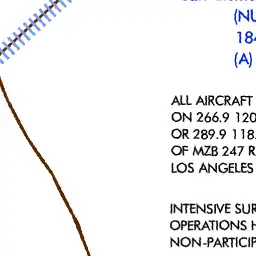 (NU
184
(A)
ALL AIRCRAFT
ON 266.9 120
OR 289.9 118.
OF MZB 247 R
LOS ANGELES
INTENSIVE SUR
OPERATIONS H
NON-PARTICIP